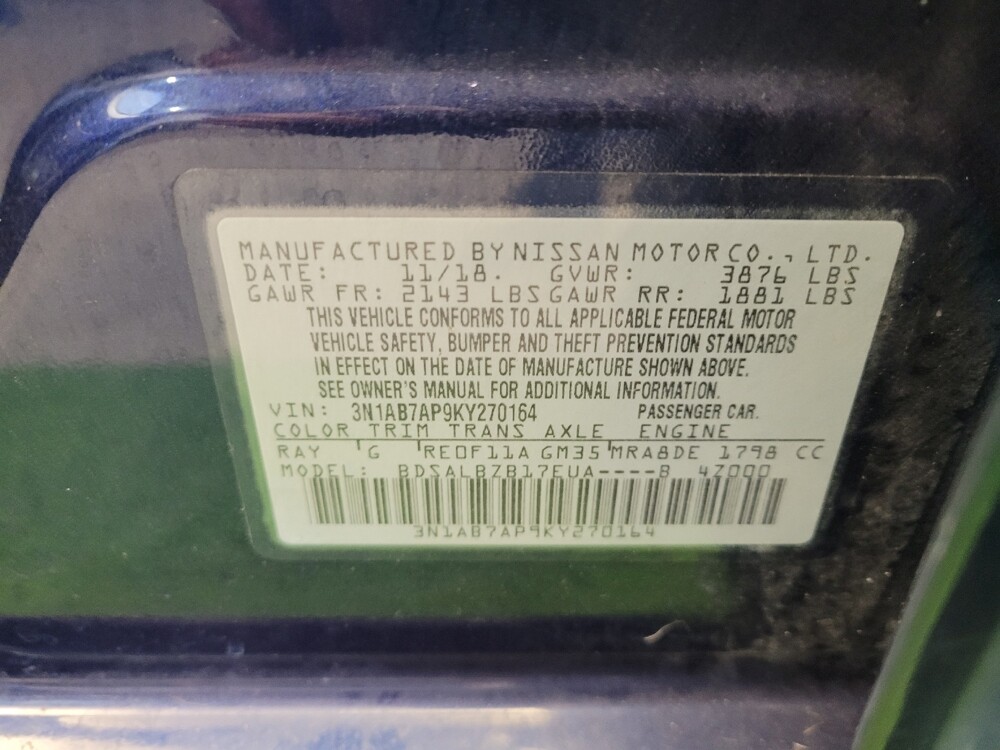 MANUFACTURED BY NISSAN MOTOR CO., LTD.
DATE: 11/18. GVWR: 3876 LBS
GAWR FR: 2143 LBS GAWR RR: 1881 LBS
THIS VEHICLE CONFORMS TO ALL APPLICABLE FEDERAL MOTOR
VEHICLE SAFETY, BUMPER AND THEFT PREVENTION STANDARDS
IN EFFECT ON THE DATE OF MANUFACTURE SHOWN ABOVE.
SEE OWNER'S MANUAL FOR ADDITIONAL INFORMATION.
VIN: 3N1AB7AP9KY270164 PASSENGER CAR.
COLOR TRIM TRANS AXLE ENGINE
RAY G RE0F11A GM35 MRA8DE 1798 CC
MODEL: BDSALBZB17EUA----B 4Z000
3N1AB7AP9KY270164